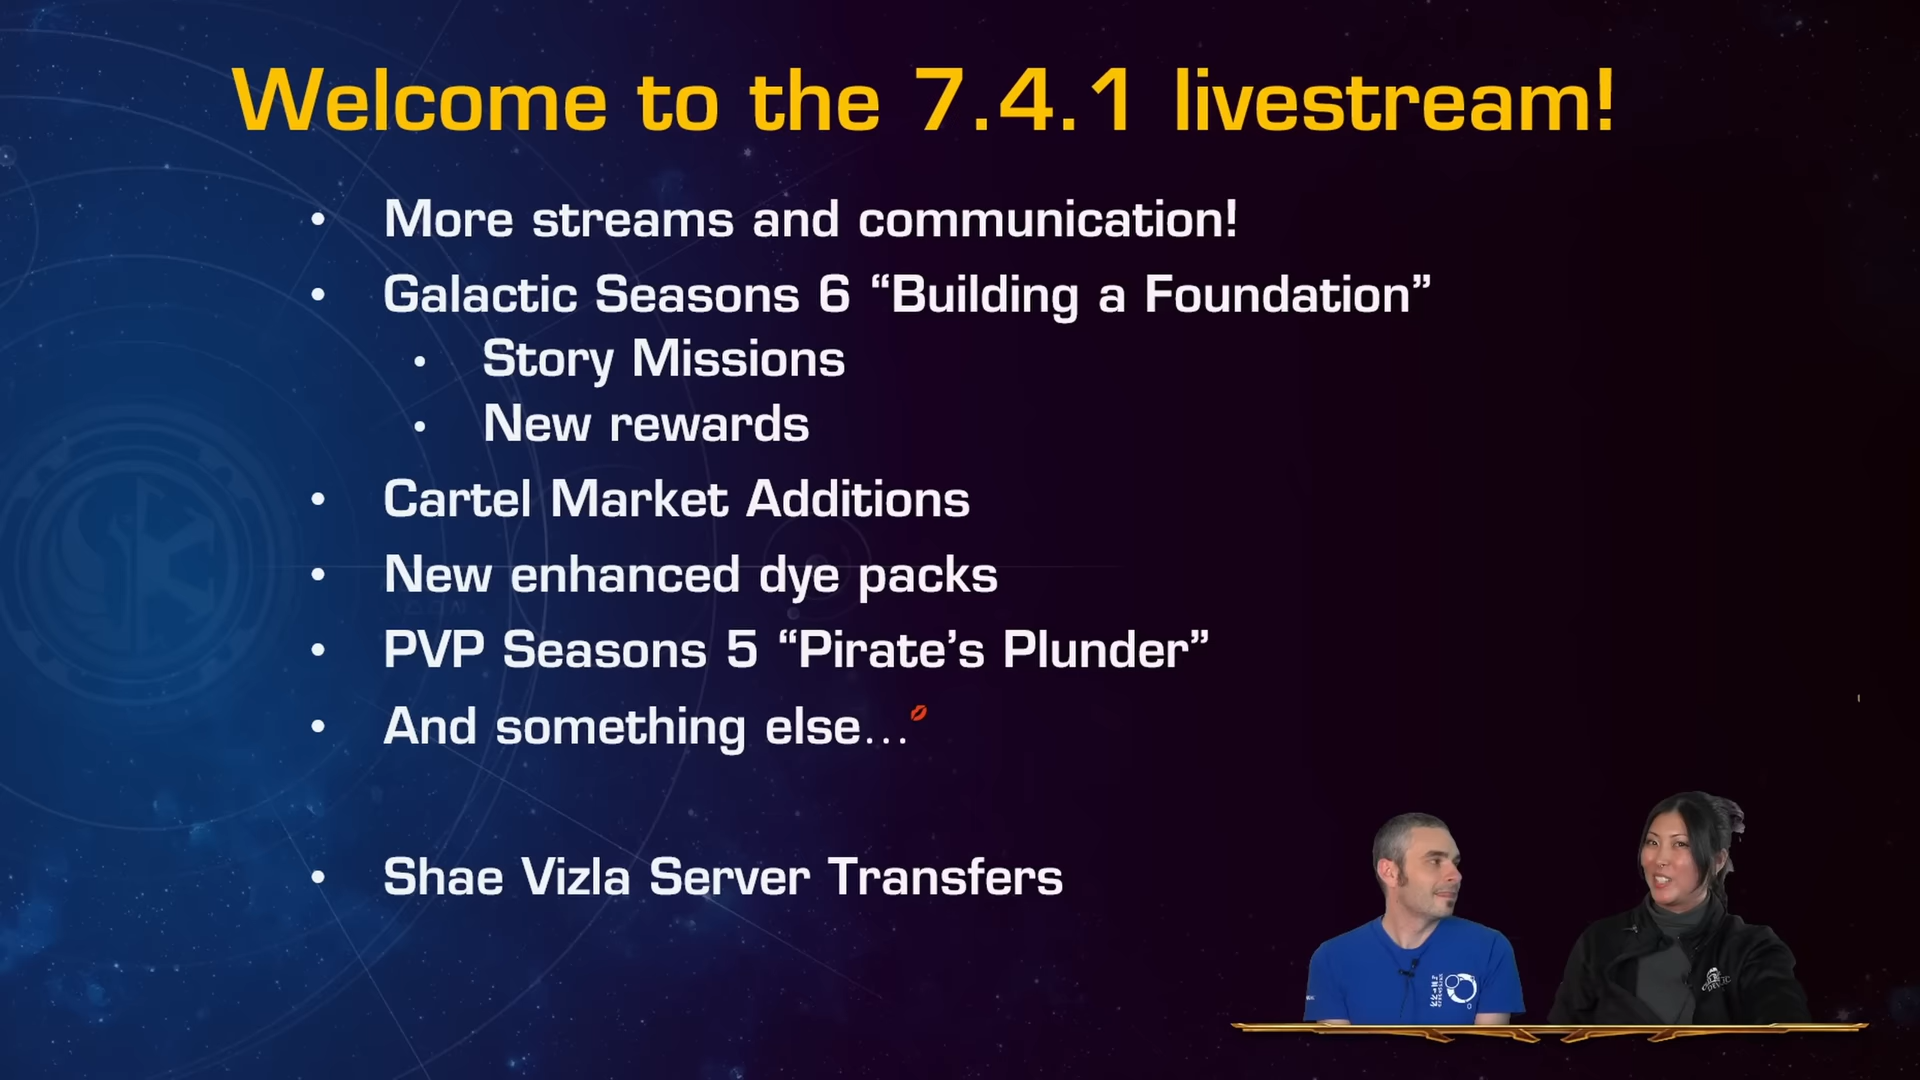 Welcome to the 7.4.1 livestream!
• More streams and communication!
• Galactic Seasons 6 “Building a Foundation”
• Story Missions
• New rewards
• Cartel Market Additions
• New enhanced dye packs
• PVP Seasons 5 “Pirate’s Plunder”
• And something else…
• Shae Vizla Server Transfers